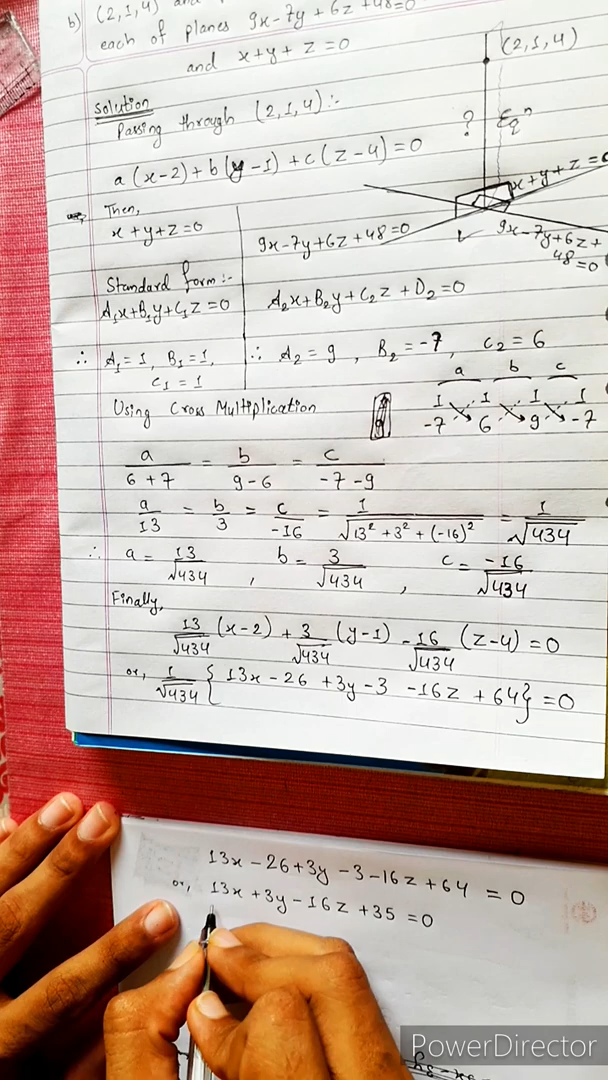 b) (2,1,4) and
each of planes 9x-7y+6z+48=0
and x+y+z=0
(2,1,4)
Solution
Passing through (2,1,4):-
? Eqⁿ
a(x-2)+b(y-1)+c(z-4)=0
x+y+z=0
Then,
x+y+z=0
9x-7y+6z+48=0
9x-7y+6z+
48=0
Standard form:-
A₁x+B₁y+C₁z=0
A₂x+B₂y+C₂z+D₂=0
∴ A₁=1, B₁=1,
C₁=1
∴ A₂=9, B₂=-7, C₂=6
a b c
1 1 1 1
-7 6 9 -7
Using Cross Multiplication
a/(6+7) = b/(9-6) = c/(-7-9)
a/13 = b/3 = c/-16 = 1/√(13²+3²+(-16)²) = 1/√434
∴ a = 13/√434 , b = 3/√434 , c = -16/√434
Finally,
13/√434 (x-2) + 3/√434 (y-1) -16/√434 (z-4) = 0
or, 1/√434 {13x-26+3y-3-16z+64} = 0
13x-26+3y-3-16z+64 = 0
or, 13x+3y-16z+35 = 0
PowerDirector